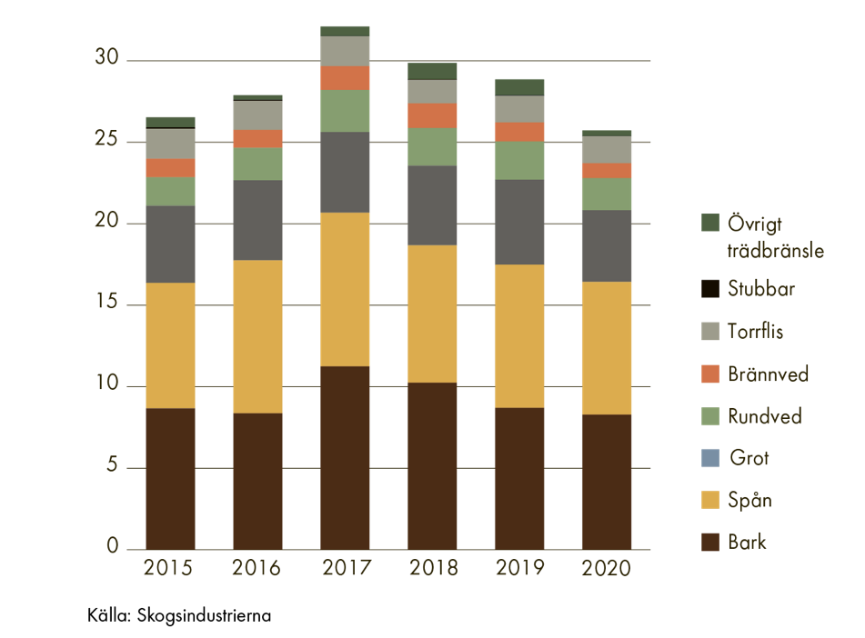 30
25
20
15
10
5
0
2015 2016 2017 2018 2019 2020
Övrigt
trädbränsle
Stubbar
Torrflis
Brännved
Rundved
Grot
Spån
Bark
Källa: Skogsindustrierna